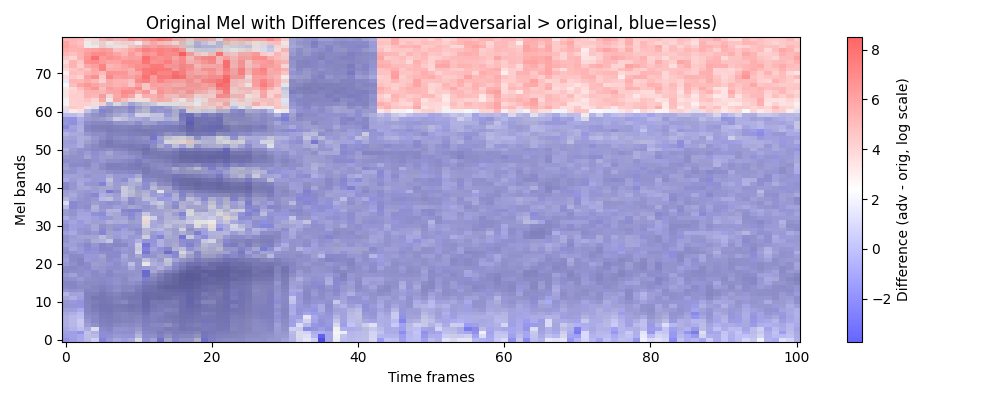 Original Mel with Differences (red=adversarial > original, blue=less)
Mel bands
70
60
50
40
30
20
10
0
0 20 40 60 80 100
Time frames
8
6
4
2
0
−2
Difference (adv - orig, log scale)